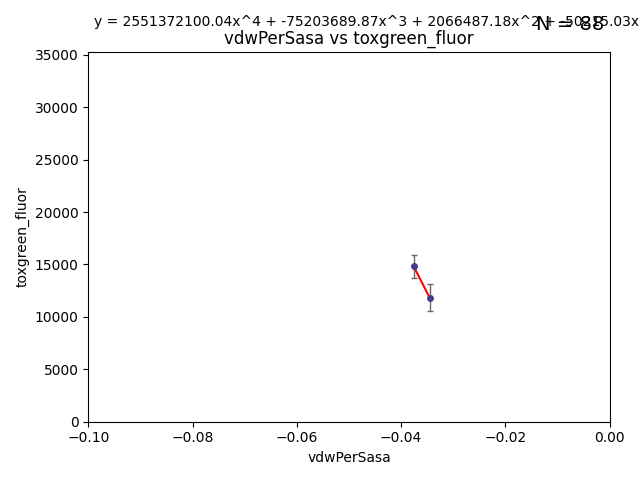 y = 2551372100.04x^4 + -75203689.87x^3 + 2066487.18x^2 +
N = 88
vdwPerSasa vs toxgreen_fluor
35000
30000
25000
20000
15000
10000
5000
0
toxgreen_fluor
−0.10 −0.08 −0.06 −0.04 −0.02 0.00
vdwPerSasa